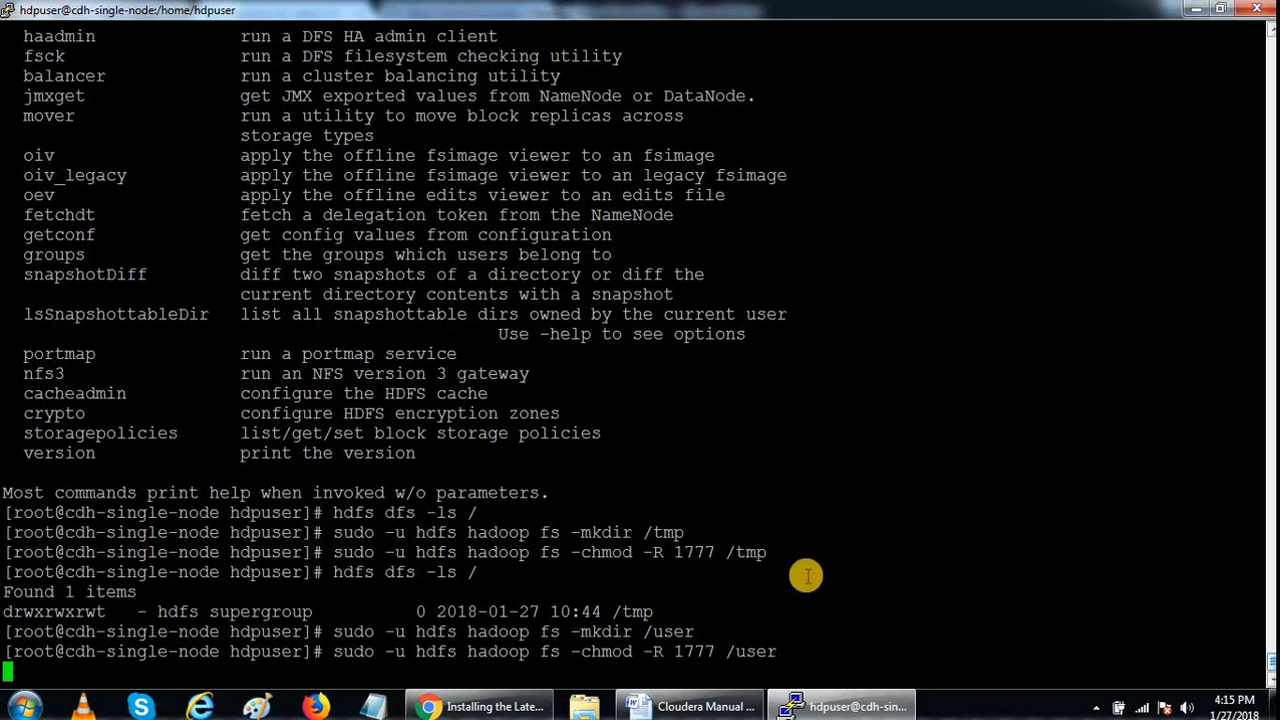 hdpuser@cdh-single-node:/home/hdpuser
haadmin run a DFS HA admin client
fsck run a DFS filesystem checking utility
balancer run a cluster balancing utility
jmxget get JMX exported values from NameNode or DataNode.
mover run a utility to move block replicas across
storage types
oiv apply the offline fsimage viewer to an fsimage
oiv_legacy apply the offline fsimage viewer to an legacy fsimage
oev apply the offline edits viewer to an edits file
fetchdt fetch a delegation token from the NameNode
getconf get config values from configuration
groups get the groups which users belong to
snapshotDiff diff two snapshots of a directory or diff the
current directory contents with a snapshot
lsSnapshottableDir list all snapshottable dirs owned by the current user
Use -help to see options
portmap run a portmap service
nfs3 run an NFS version 3 gateway
cacheadmin configure the HDFS cache
crypto configure HDFS encryption zones
storagepolicies list/get/set block storage policies
version print the version
Most commands print help when invoked w/o parameters.
[root@cdh-single-node hdpuser]# hdfs dfs -ls /
[root@cdh-single-node hdpuser]# sudo -u hdfs hadoop fs -mkdir /tmp
[root@cdh-single-node hdpuser]# sudo -u hdfs hadoop fs -chmod -R 1777 /tmp
[root@cdh-single-node hdpuser]# hdfs dfs -ls /
Found 1 items
drwxrwxrwt - hdfs supergroup 0 2018-01-27 10:44 /tmp
[root@cdh-single-node hdpuser]# sudo -u hdfs hadoop fs -mkdir /user
[root@cdh-single-node hdpuser]# sudo -u hdfs hadoop fs -chmod -R 1777 /user
Installing the Late... Cloudera Manual ... hdpuser@cdh-sin... 4:15 PM
1/27/2018